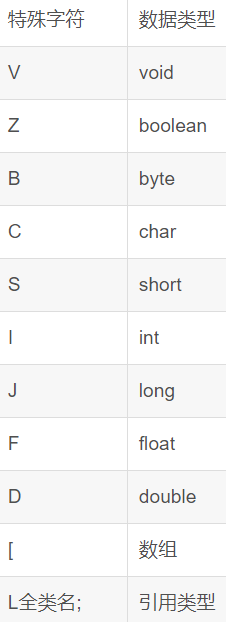 特殊字符 数据类型
V void
Z boolean
B byte
C char
S short
I int
J long
F float
D double
[ 数组
L全类名; 引用类型